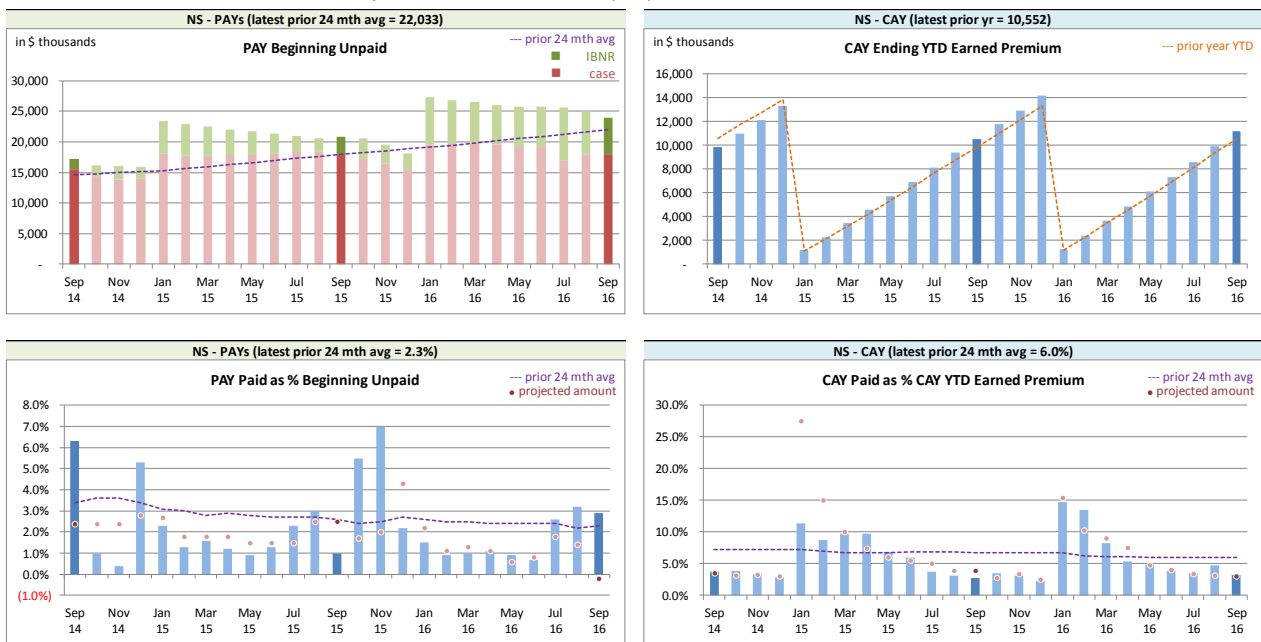 NS - PAYs (latest prior 24 mth avg = 22,033)
in $ thousands
PAY Beginning Unpaid
--- prior 24 mth avg
IBNR
case
30,000
25,000
20,000
15,000
10,000
5,000
-
Sep Nov Jan Mar May Jul Sep Nov Jan Mar May Jul Sep
14 14 15 15 15 15 15 15 16 16 16 16 16
NS - CAY (latest prior yr = 10,552)
in $ thousands
CAY Ending YTD Earned Premium
--- prior year YTD
16,000
14,000
12,000
10,000
8,000
6,000
4,000
2,000
-
Sep Nov Jan Mar May Jul Sep Nov Jan Mar May Jul Sep
14 14 15 15 15 15 15 15 16 16 16 16 16
NS - PAYs (latest prior 24 mth avg = 2.3%)
PAY Paid as % Beginning Unpaid
--- prior 24 mth avg
• projected amount
8.0%
7.0%
6.0%
5.0%
4.0%
3.0%
2.0%
1.0%
0.0%
(1.0%)
Sep Nov Jan Mar May Jul Sep Nov Jan Mar May Jul Sep
14 14 15 15 15 15 15 15 16 16 16 16 16
NS - CAY (latest prior 24 mth avg = 6.0%)
CAY Paid as % CAY YTD Earned Premium
--- prior 24 mth avg
• projected amount
30.0%
25.0%
20.0%
15.0%
10.0%
5.0%
0.0%
Sep Nov Jan Mar May Jul Sep Nov Jan Mar May Jul Sep
14 14 15 15 15 15 15 15 16 16 16 16 16